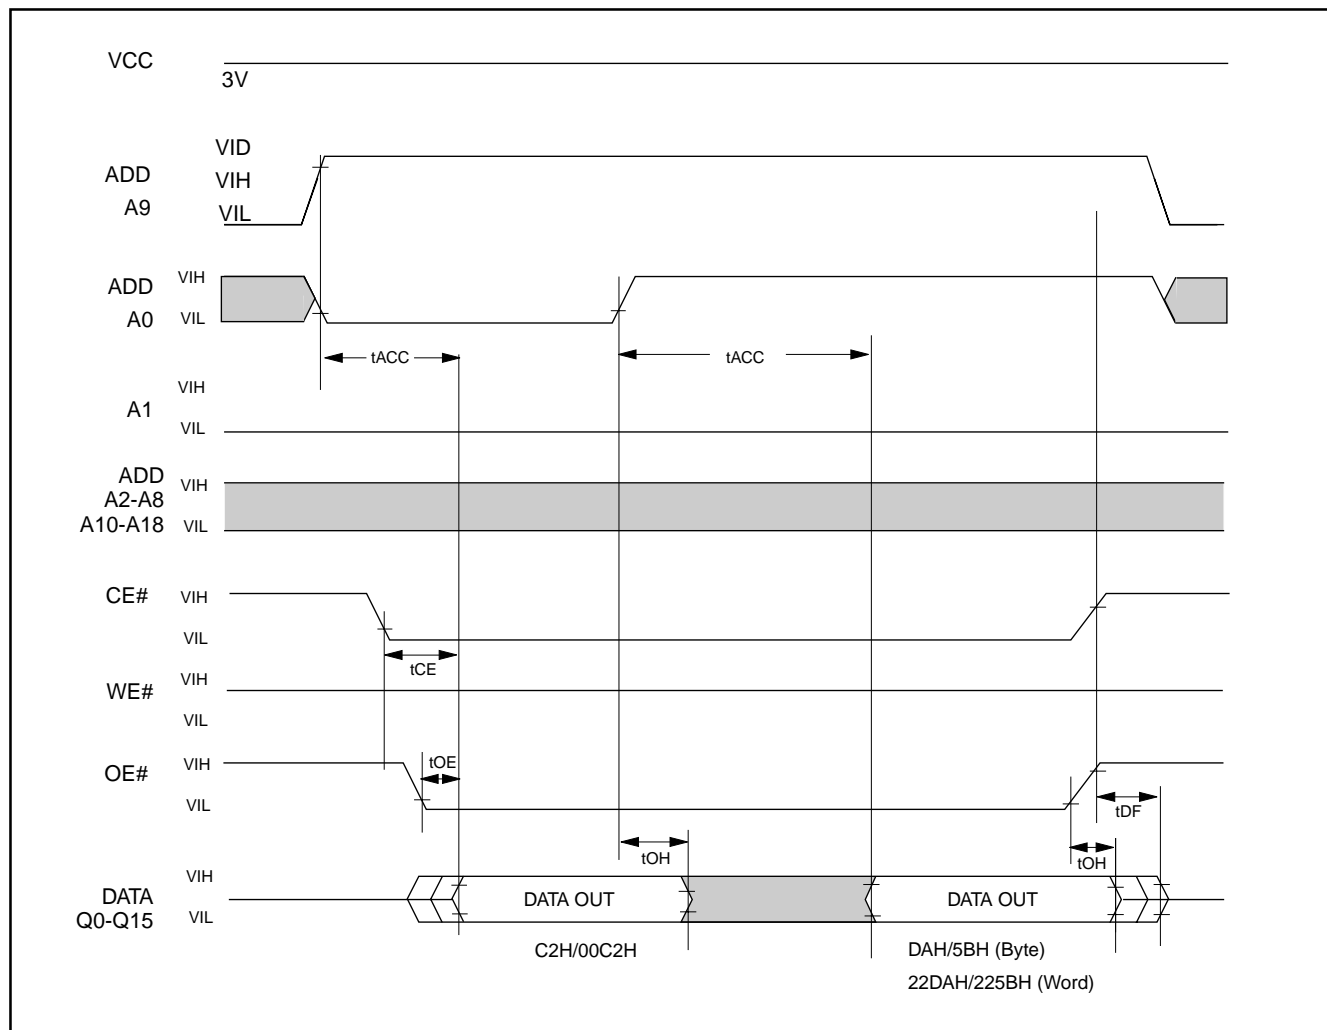 VCC
3V
VID
ADD
VIH
A9
VIL
ADD
VIH
A0
VIL
tACC
tACC
VIH
A1
VIL
ADD
VIH
A2-A8
A10-A18
VIL
CE#
VIH
VIL
tCE
WE#
VIH
VIL
OE#
VIH
tOE
VIL
tDF
tOH
tOH
DATA
VIH
Q0-Q15
VIL
DATA OUT
DATA OUT
C2H/00C2H
DAH/5BH (Byte)
22DAH/225BH (Word)